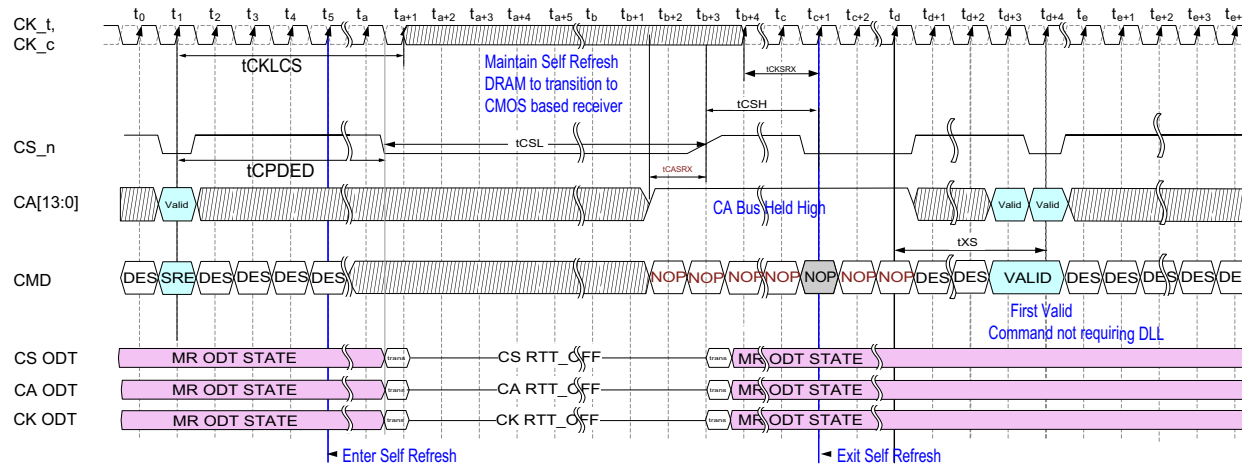 t0 t1 t2 t3 t4 t5 ta ta+1 ta+2 ta+3 ta+4 ta+5 tb tb+1 tb+2 tb+3 tb+4 tc tc+1 tc+2 td td+1 td+2 td+3 td+4 te te+1 te+2 te+3
CK_t,
CK_c
tCKLCS
Maintain Self Refresh
DRAM to transition to
CMOS based receiver
tCKSRX
tCSH
CS_n
tCSL
tCPDED
tCASRX
CA[13:0]
Valid
CA Bus Held High
Valid Valid
tXS
CMD
DES SRE DES DES DES DES NOP NOP NOP NOP NOP NOP NOP DES DES VALID DES DES DES DES DE
First Valid
Command not requiring DLL
CS ODT MR ODT STATE trans CS RTT_OFF trans MR ODT STATE
CA ODT MR ODT STATE trans CA RTT_OFF trans MR ODT STATE
CK ODT MR ODT STATE trans CK RTT_OFF trans MR ODT STATE
Enter Self Refresh Exit Self Refresh